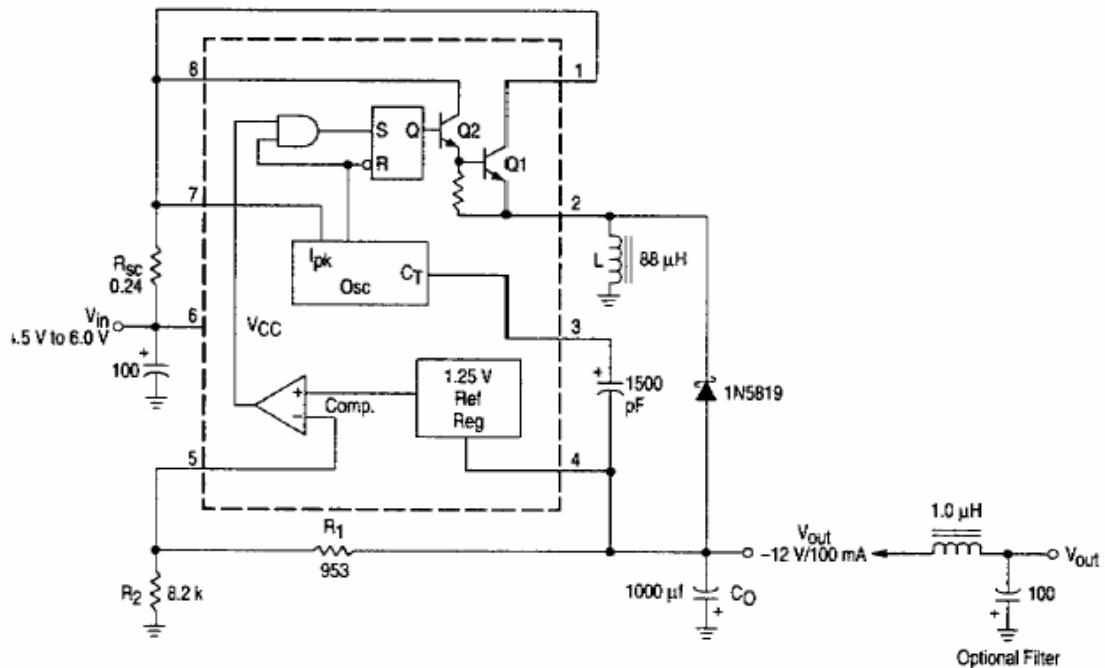 8
1
S Q
Q2
R
Q1
7
2
Ipk
CT
Osc
L
88 µH
Rsc
0.24
Vin
.5 V to 6.0 V
6
VCC
3
100
+
1.25 V
Ref
Reg
+
1500
pF
1N5819
+
Comp.
−
5
4
R1
953
Vout
−12 V/100 mA
1.0 µH
Vout
R2
8.2 k
1000 µf
CO
+
100
+
Optional Filter